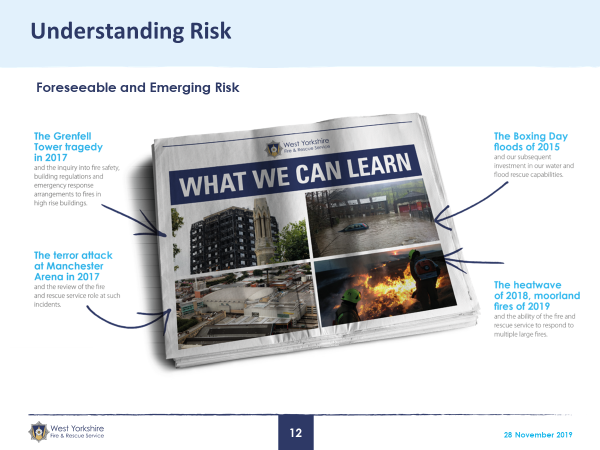 Understanding Risk
Foreseeable and Emerging Risk
The Grenfell
Tower tragedy
in 2017
and the inquiry into fire safety,
building regulations and
emergency response
arrangements to fires in
high rise buildings.
The terror attack
at Manchester
Arena in 2017
and the review of the fire
and rescue service role at such
incidents.
West Yorkshire
Fire & Rescue Service
WHAT WE CAN LEARN
The Boxing Day
floods of 2015
and our subsequent
investment in our water and
flood rescue capabilities.
The heatwave
of 2018, moorland
fires of 2019
and the ability of the fire and
rescue service to respond to
multiple large fires.
West Yorkshire
Fire & Rescue Service
12
28 November 2019